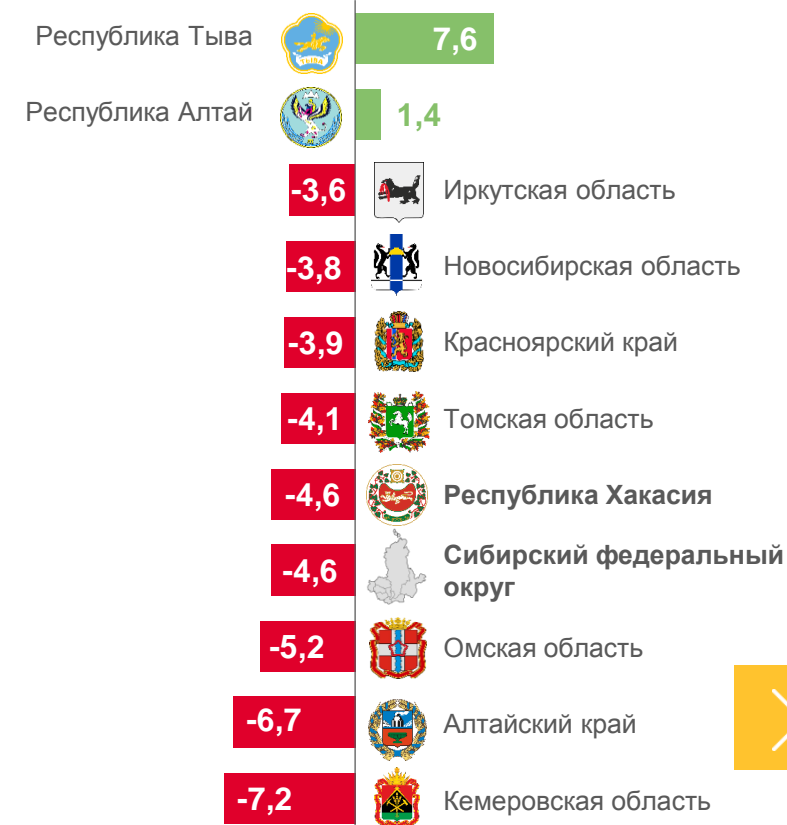 Республика Тыва
ТЫВА
7,6
Республика Алтай
1,4
-3,6
Иркутская область
-3,8
Новосибирская область
-3,9
Красноярский край
-4,1
Томская область
-4,6
Республика Хакасия
-4,6
Сибирский федеральный
округ
-5,2
Омская область
-6,7
Алтайский край
-7,2
Кемеровская область